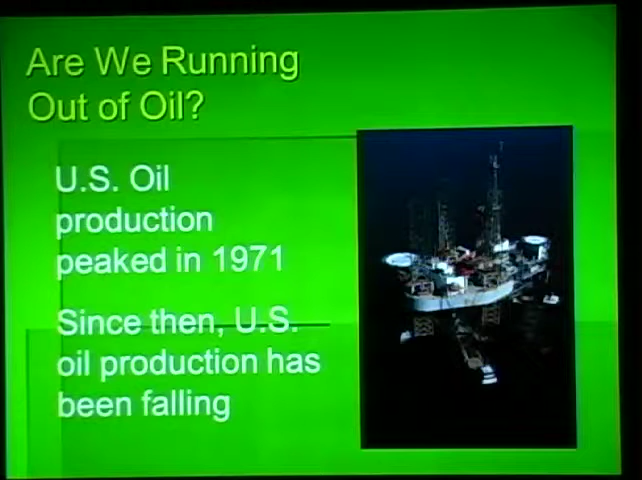 Are We Running
Out of Oil?
U.S. Oil
production
peaked in 1971
Since then, U.S.
oil production has
been falling